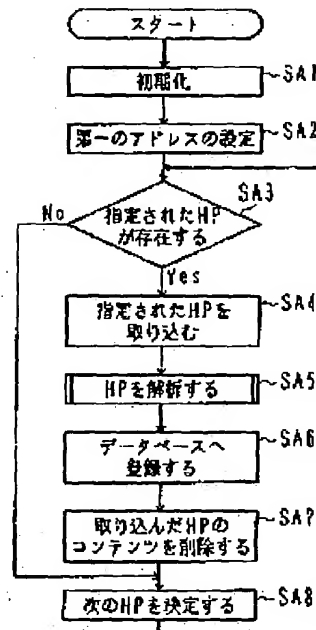 スタート
初期化 SA1
第一のアドレスの設定 SA2
SA3
No
指定されたHP
が存在する
Yes
指定されたHPを
取り込む
SA4
HPを解析する SA5
データベースへ
登録する
SA6
取り込んだHPの
コンテンツを削除する
SA7
次のHPを決定する SA8